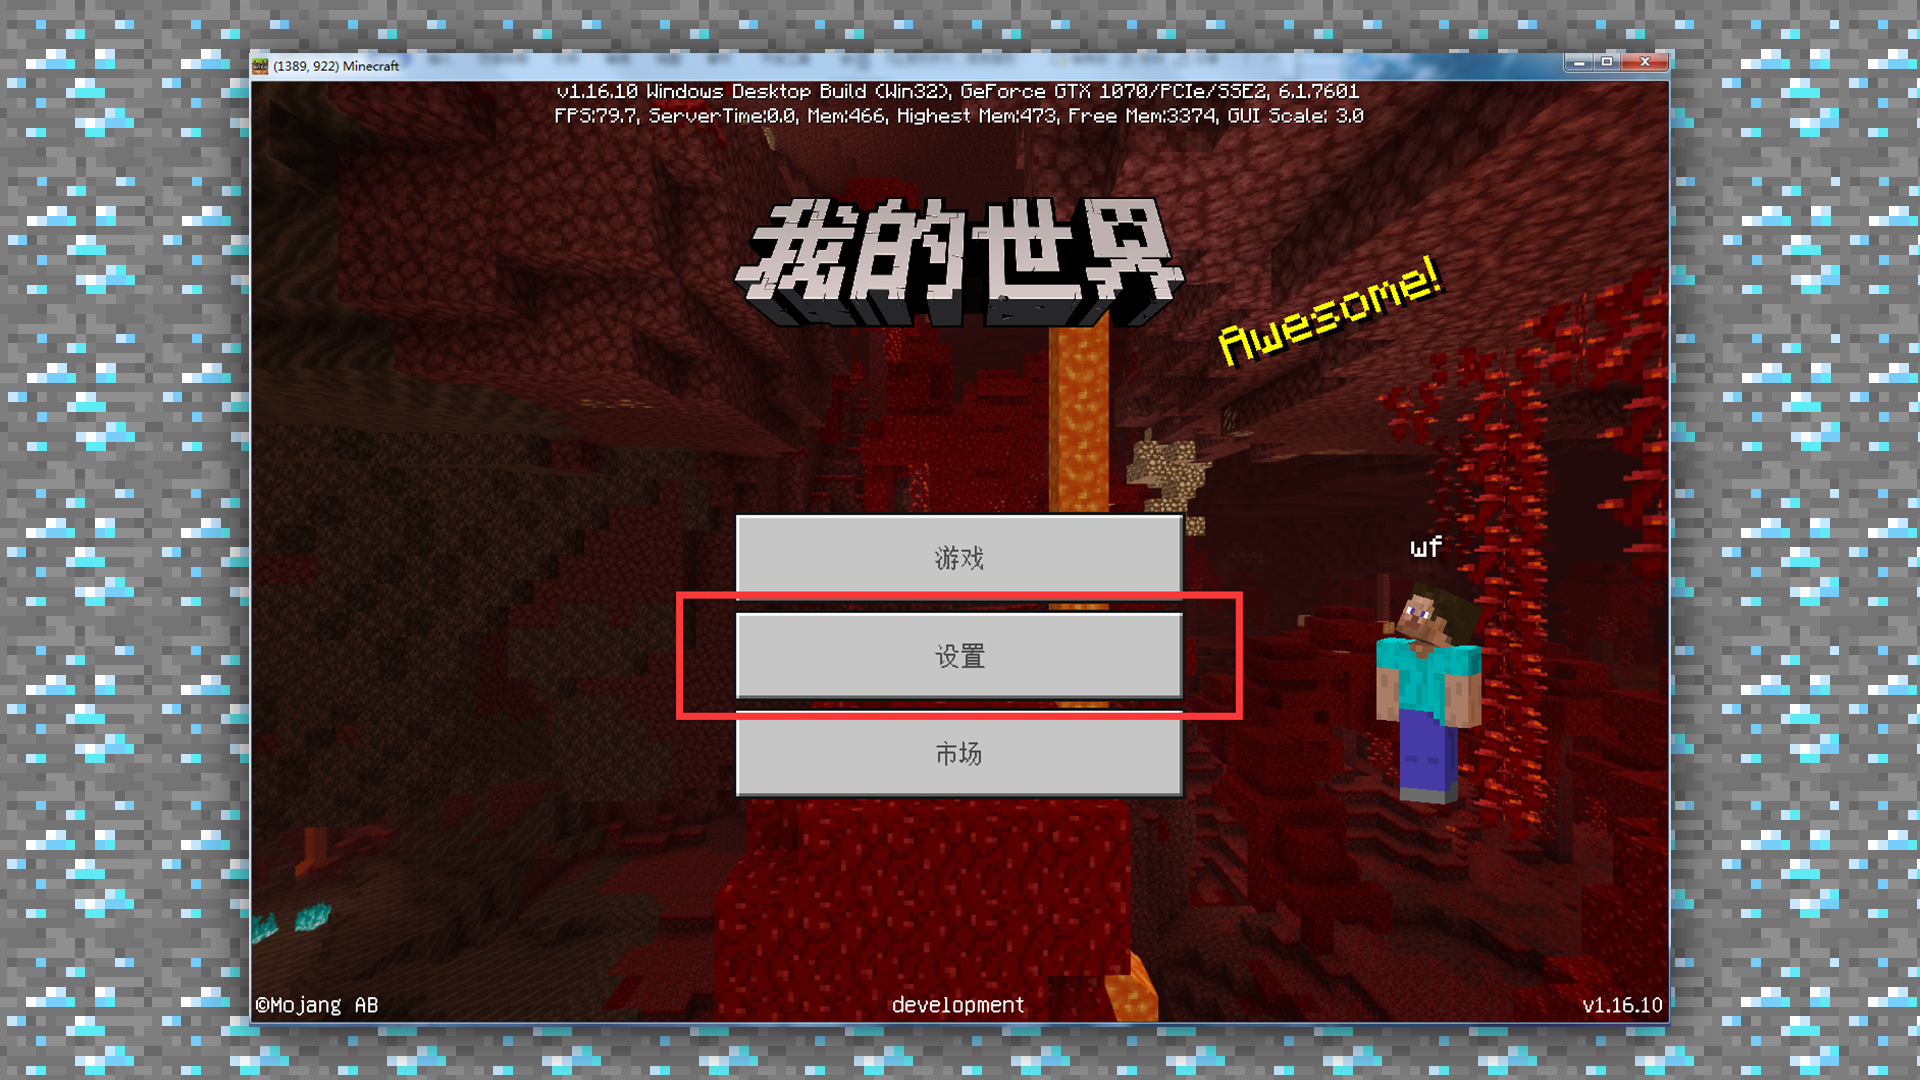 (1389, 922) Minecraft
v1.16.10 Windows Desktop Build (Win32), GeForce GTX 1070/PCIe/SSE2, 6.1.7601
FPS:79.7, ServerTime:0.0, Mem:466, Highest Mem:473, Free Mem:3374, GUI Scale: 3.0
我的世界
Awesome!
游戏
wf
设置
市场
©Mojang AB
development
v1.16.10